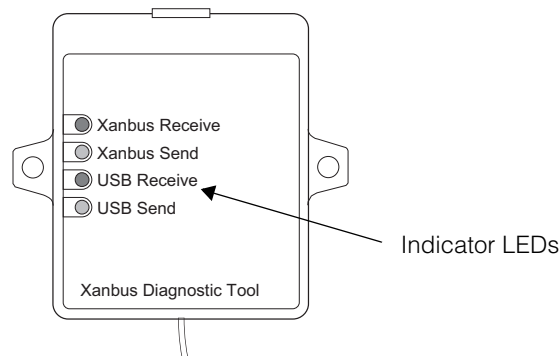 Xanbus Receive
Xanbus Send
USB Receive
USB Send
Indicator LEDs
Xanbus Diagnostic Tool